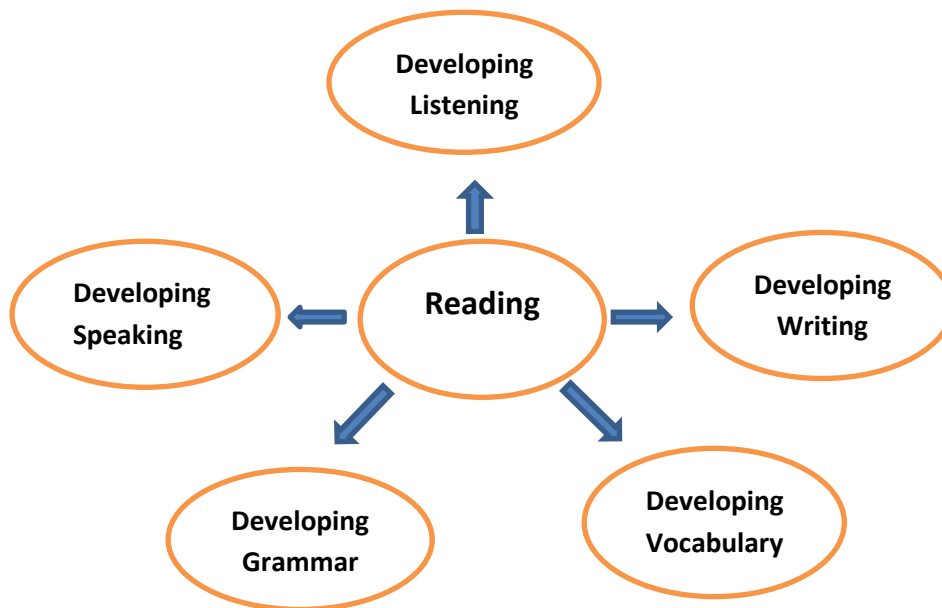 Developing
Listening
Reading
Developing
Speaking
Developing
Writing
Developing
Grammar
Developing
Vocabulary